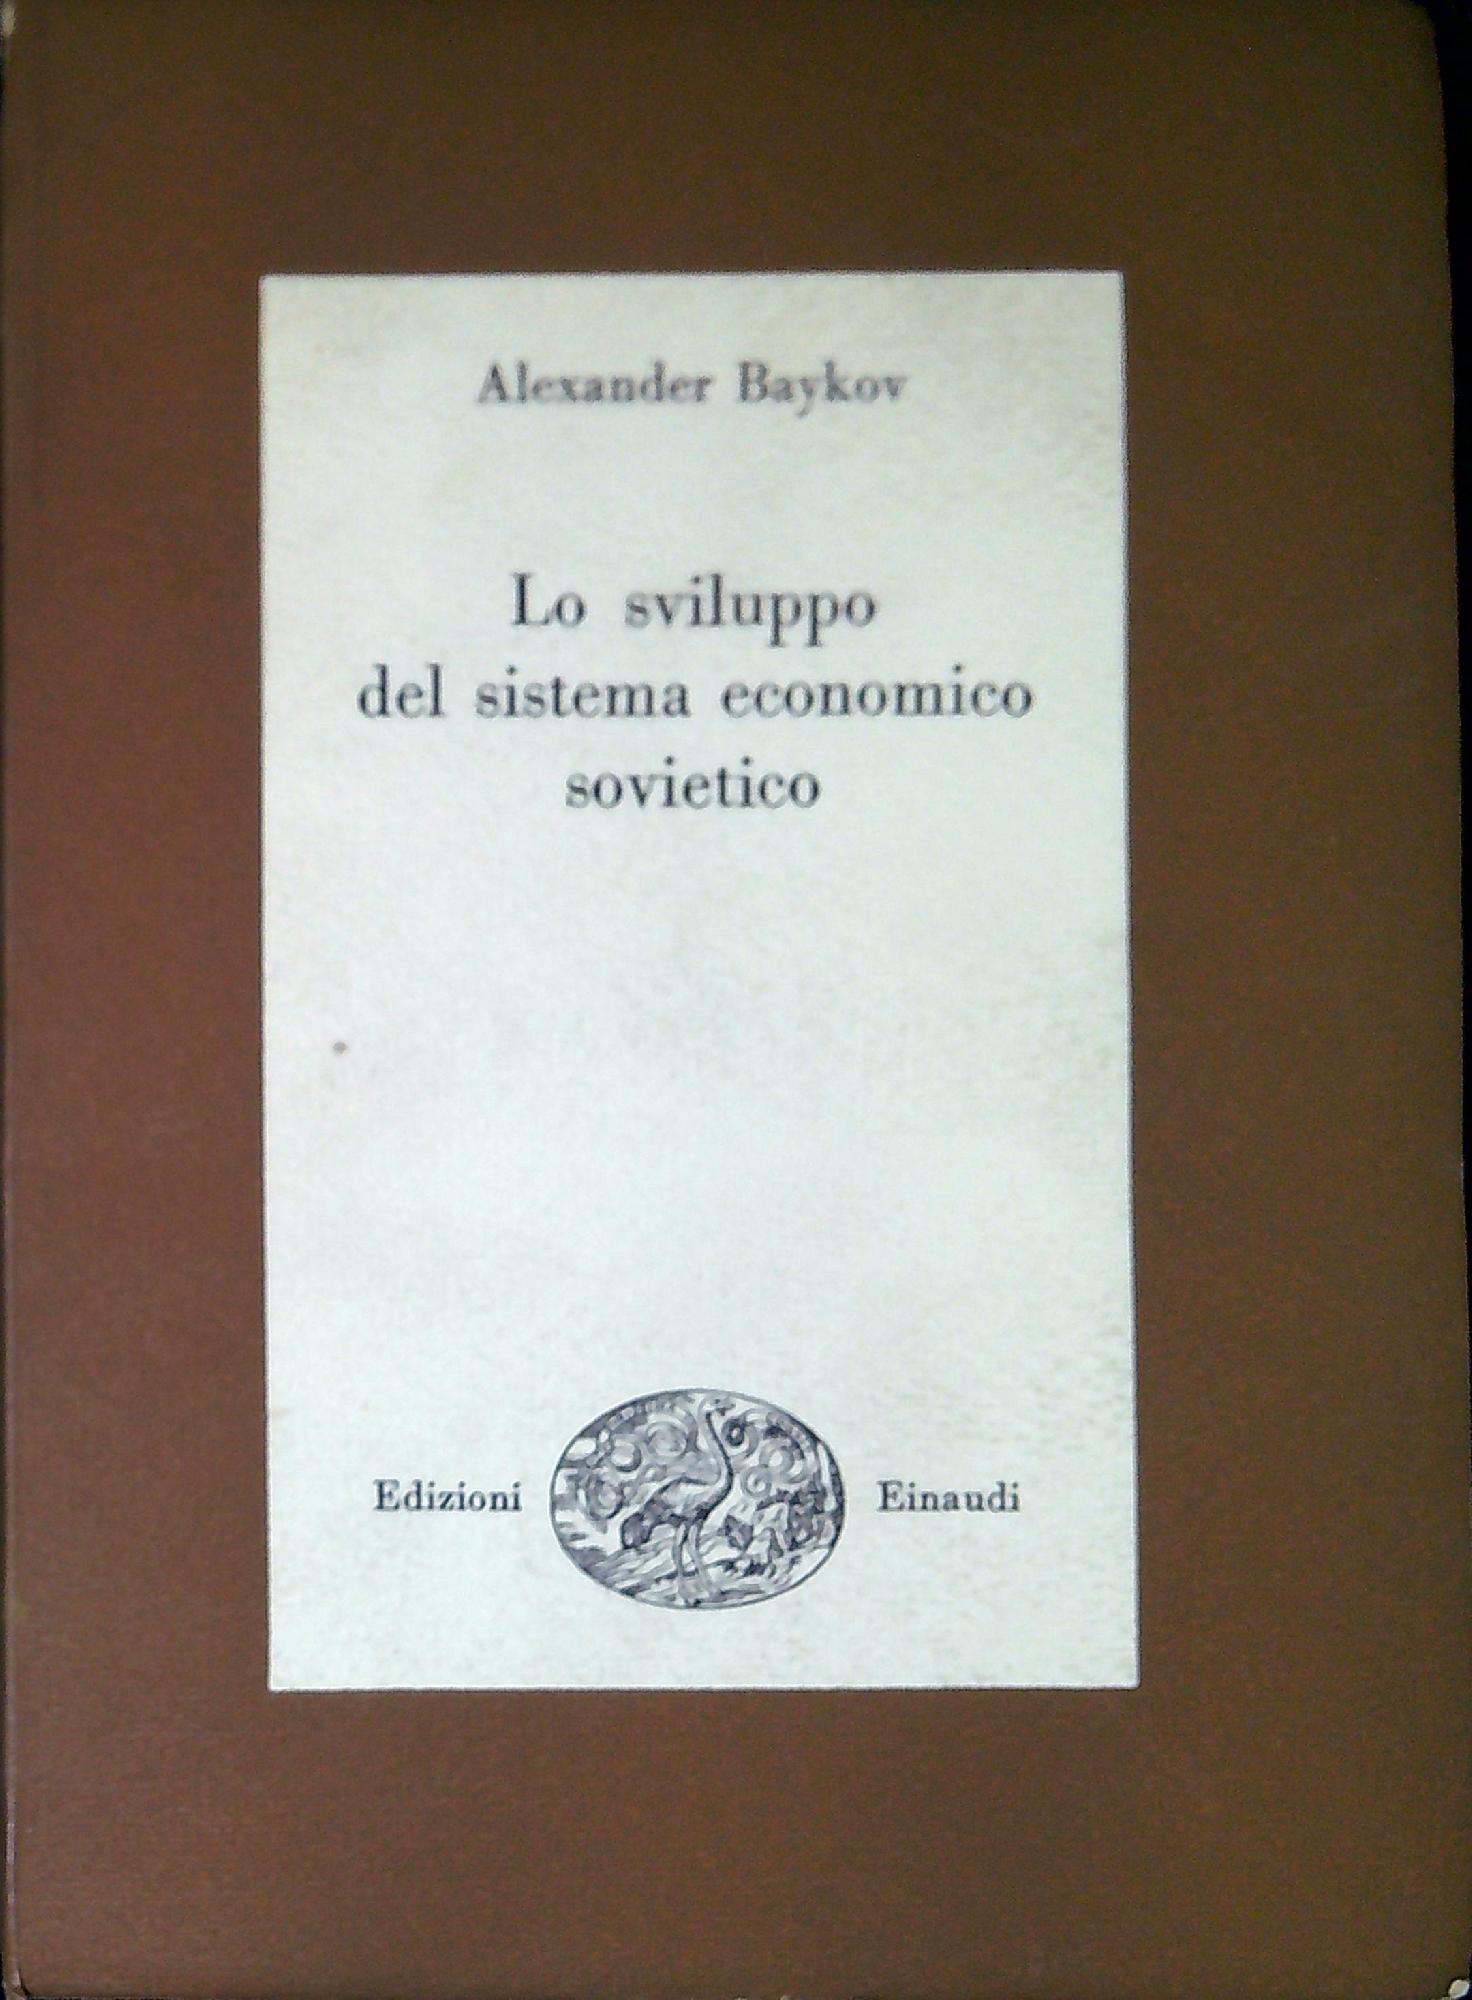 Alexander Baykov
Lo sviluppo
del sistema economico
sovietico
Edizioni Einaudi